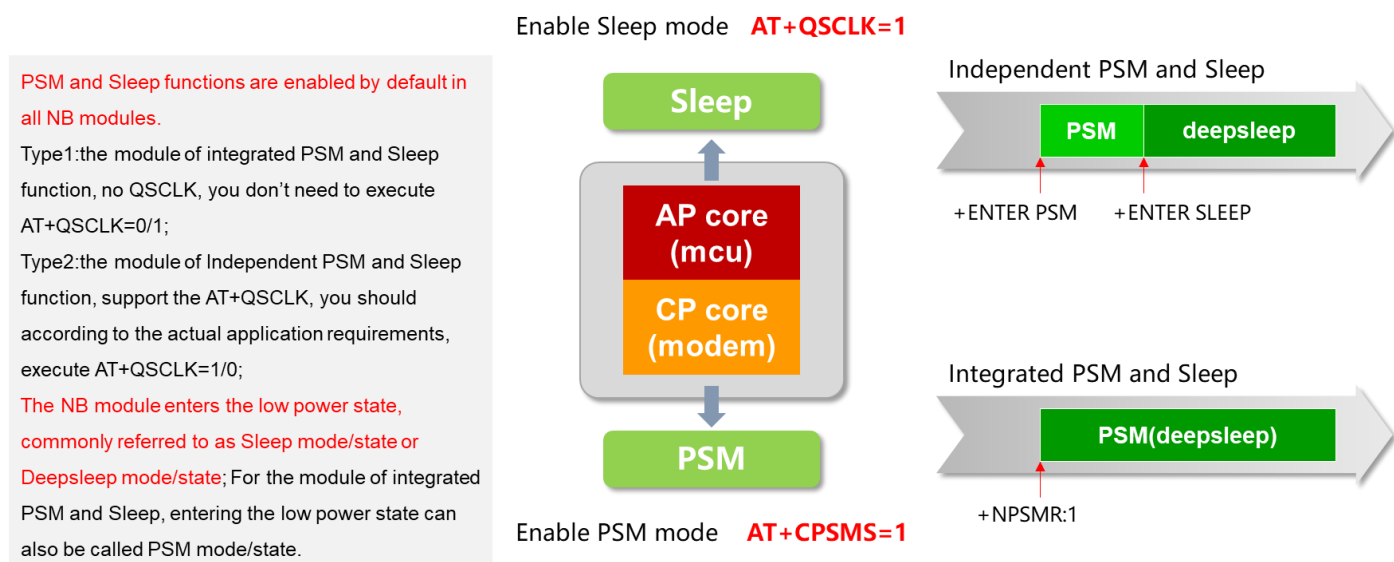 Enable Sleep mode AT+QSCLK=1
PSM and Sleep functions are enabled by default in
all NB modules.
Type1:the module of integrated PSM and Sleep
function, no QSCLK, you don’t need to execute
AT+QSCLK=0/1;
Type2:the module of Independent PSM and Sleep
function, support the AT+QSCLK, you should
according to the actual application requirements,
execute AT+QSCLK=1/0;
The NB module enters the low power state,
commonly referred to as Sleep mode/state or
Deepsleep mode/state; For the module of integrated
PSM and Sleep, entering the low power state can
also be called PSM mode/state.
Sleep
AP core
(mcu)
CP core
(modem)
PSM
Enable PSM mode AT+CPSMS=1
Independent PSM and Sleep
PSM
deepsleep
+ENTER PSM
+ENTER SLEEP
Integrated PSM and Sleep
PSM(deepsleep)
+NPSMR:1